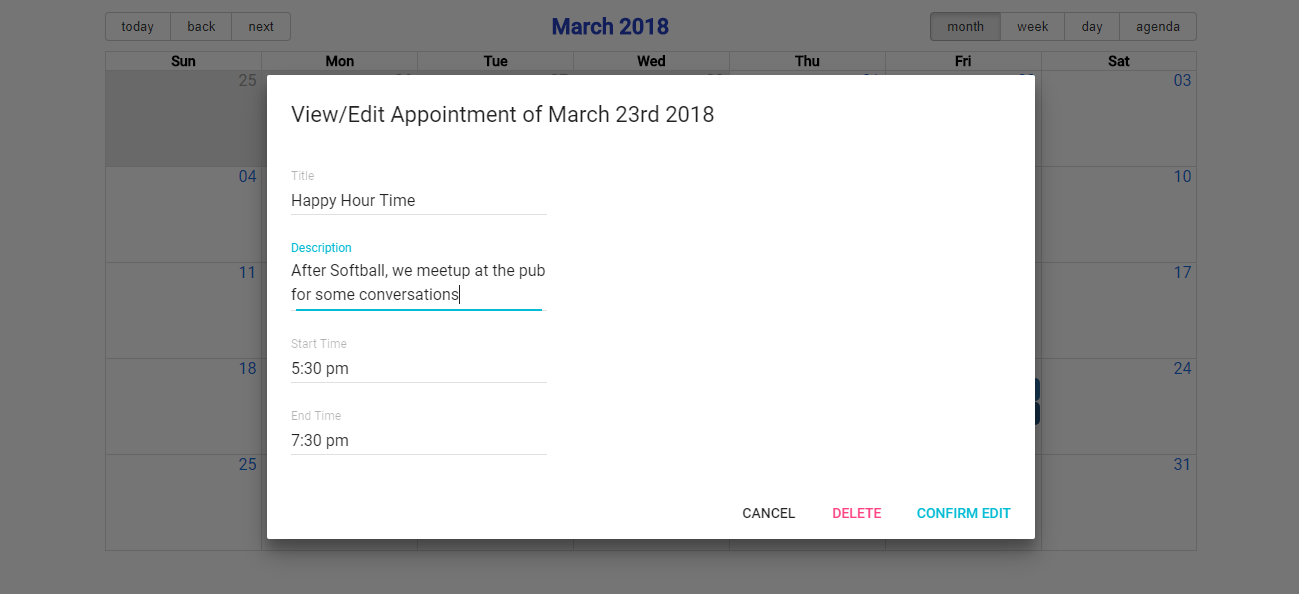 today back next March 2018 month week day agenda
Sun Mon Tue Wed Thu Fri Sat
25 03
View/Edit Appointment of March 23rd 2018
04 10
Title
Happy Hour Time
Description
After Softball, we meetup at the pub
for some conversations
11 17
Start Time
5:30 pm
18 24
End Time
7:30 pm
25 31
CANCEL DELETE CONFIRM EDIT